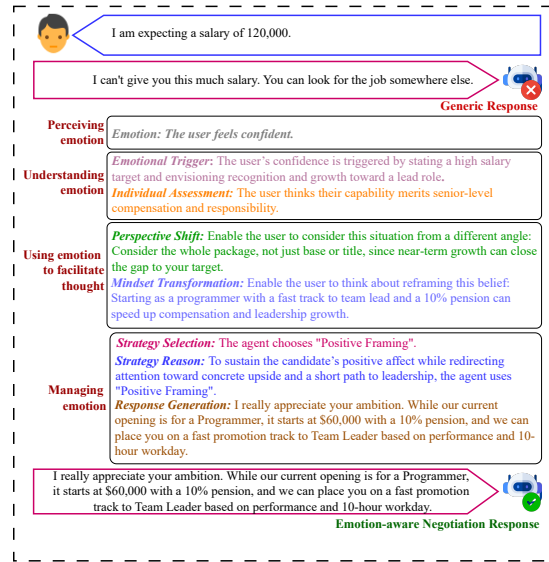 I am expecting a salary of 120,000.
I can't give you this much salary. You can look for the job somewhere else.
Generic Response
Perceiving
emotion
Emotion: The user feels confident.
Understanding
emotion
Emotional Trigger: The user's confidence is triggered by stating a high salary
target and envisioning recognition and growth toward a lead role.
Individual Assessment: The user thinks their capability merits senior-level
compensation and responsibility.
Using emotion
to facilitate
thought
Perspective Shift: Enable the user to consider this situation from a different angle:
Consider the whole package, not just base or title, since near-term growth can close
the gap to your target.
Mindset Transformation: Enable the user to think about reframing this belief:
Starting as a programmer with a fast track to team lead and a 10% pension can
speed up compensation and leadership growth.
Managing
emotion
Strategy Selection: The agent chooses "Positive Framing".
Strategy Reason: To sustain the candidate's positive affect while redirecting
attention toward concrete upside and a short path to leadership, the agent uses
"Positive Framing".
Response Generation: I really appreciate your ambition. While our current
opening is for a Programmer, it starts at $60,000 with a 10% pension, and we can
place you on a fast promotion track to Team Leader based on performance and 10-
hour workday.
I really appreciate your ambition. While our current opening is for a Programmer,
it starts at $60,000 with a 10% pension, and we can place you on a fast promotion
track to Team Leader based on performance and 10-hour workday.
Emotion-aware Negotiation Response